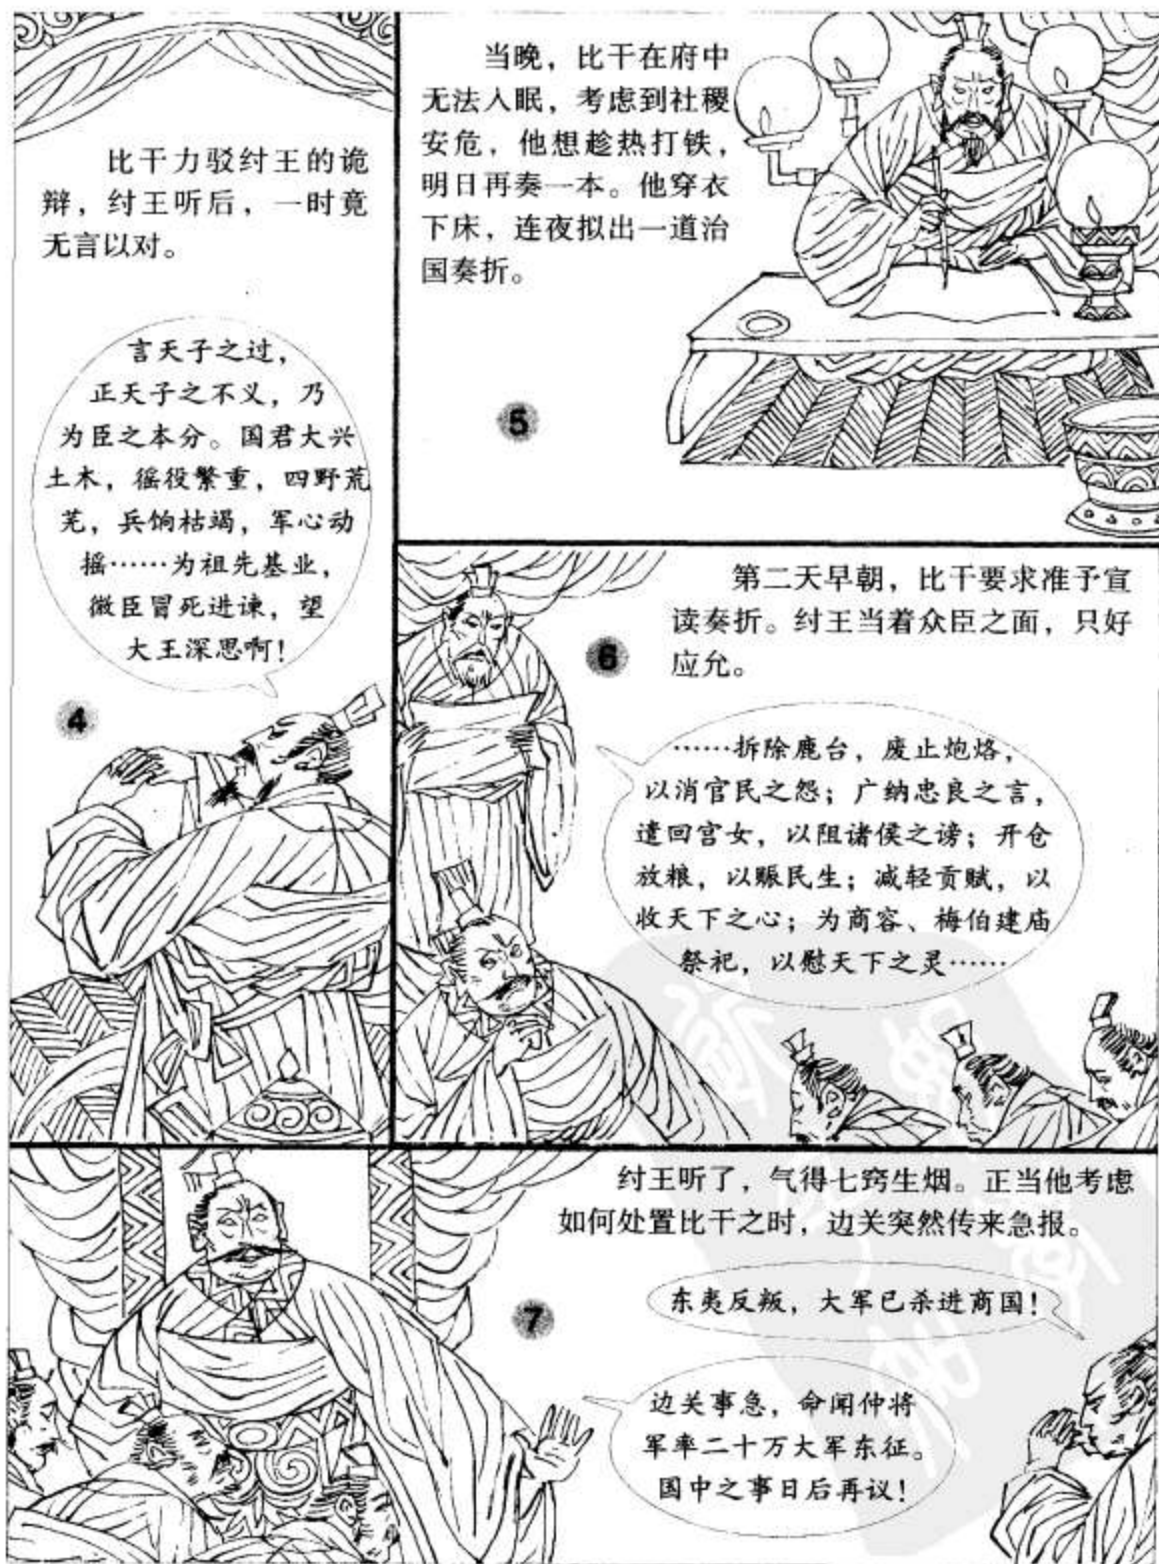 比干力驳纣王的诡
辩，纣王听后，一时竟
无言以对。
言天子之过，
正天子之不义，乃
为臣之本分。国君大兴
土木，徭役繁重，四野荒
芜，兵饷枯竭，军心动
摇……为祖先基业，
微臣冒死进谏，望
大王深思啊！
4
当晚，比干在府中
无法入眠，考虑到社稷
安危，他想趁热打铁，
明日再奏一本。他穿衣
下床，连夜拟出一道治
国奏折。
5
第二天早朝，比干要求准予宣
读奏折。纣王当着众臣之面，只好
应允。
6
……拆除鹿台，废止炮烙，
以消官民之怨；广纳忠良之言，
遣回宫女，以阻诸侯之谤；开仓
放粮，以赈民生；减轻贡赋，以
收天下之心；为商容、梅伯建庙
祭祀，以慰天下之灵……
纣王听了，气得七窍生烟。正当他考虑
如何处置比干之时，边关突然传来急报。
7
东夷反叛，大军已杀进商国！
边关事急，命闻仲将
军率二十万大军东征。
国中之事日后再议！